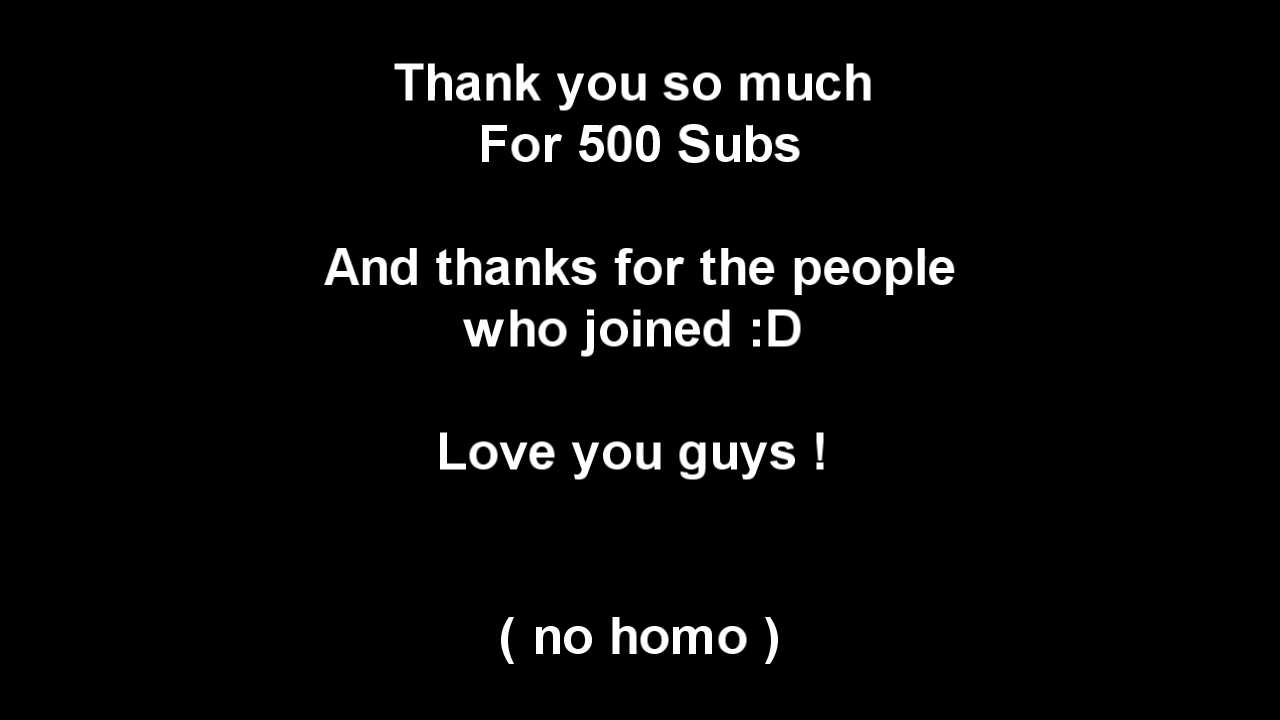 Thank you so much
For 500 Subs
And thanks for the people
who joined :D
Love you guys !
( no homo )